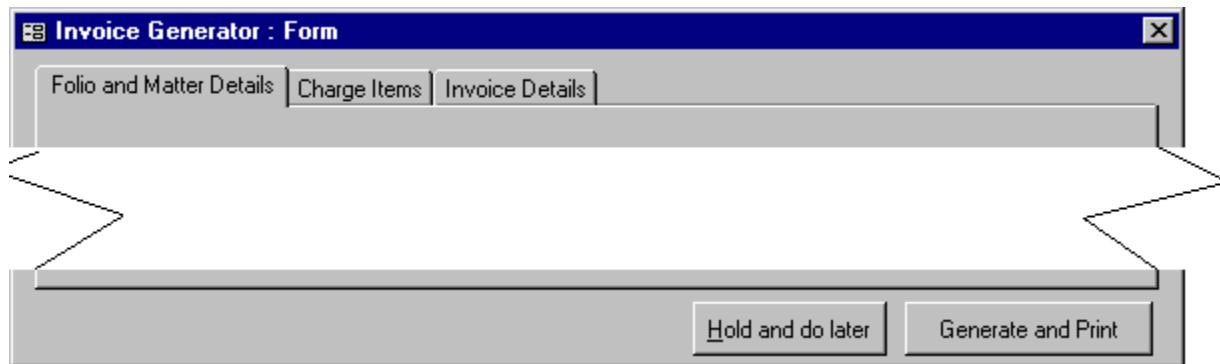 Invoice Generator : Form
Folio and Matter Details Charge Items Invoice Details
Hold and do later Generate and Print